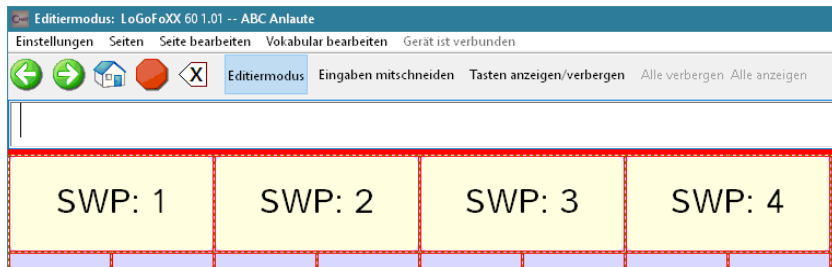 Editiermodus: LoGoFoXX 60 1.01 -- ABC Anlaute
Einstellungen Seiten Seite bearbeiten Vokabular bearbeiten Gerät ist verbunden
X Editiermodus Eingaben mitschneiden Tasten anzeigen/verbergen Alle verbergen Alle anzeigen
SWP: 1 SWP: 2 SWP: 3 SWP: 4